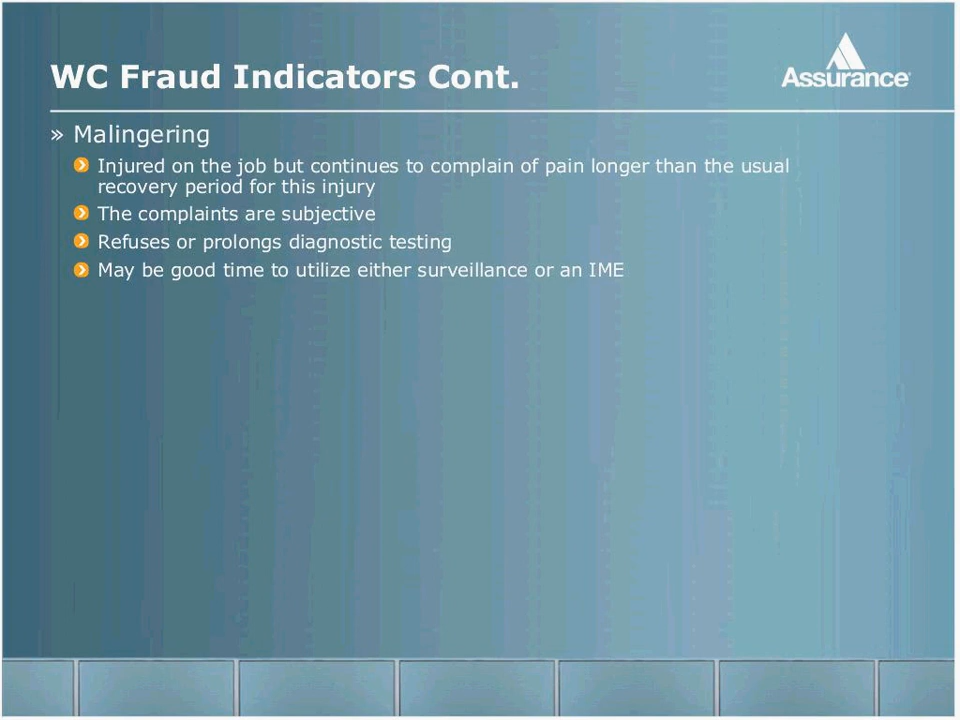 WC Fraud Indicators Cont.
Assurance
» Malingering
Injured on the job but continues to complain of pain longer than the usual
recovery period for this injury
The complaints are subjective
Refuses or prolongs diagnostic testing
May be good time to utilize either surveillance or an IME